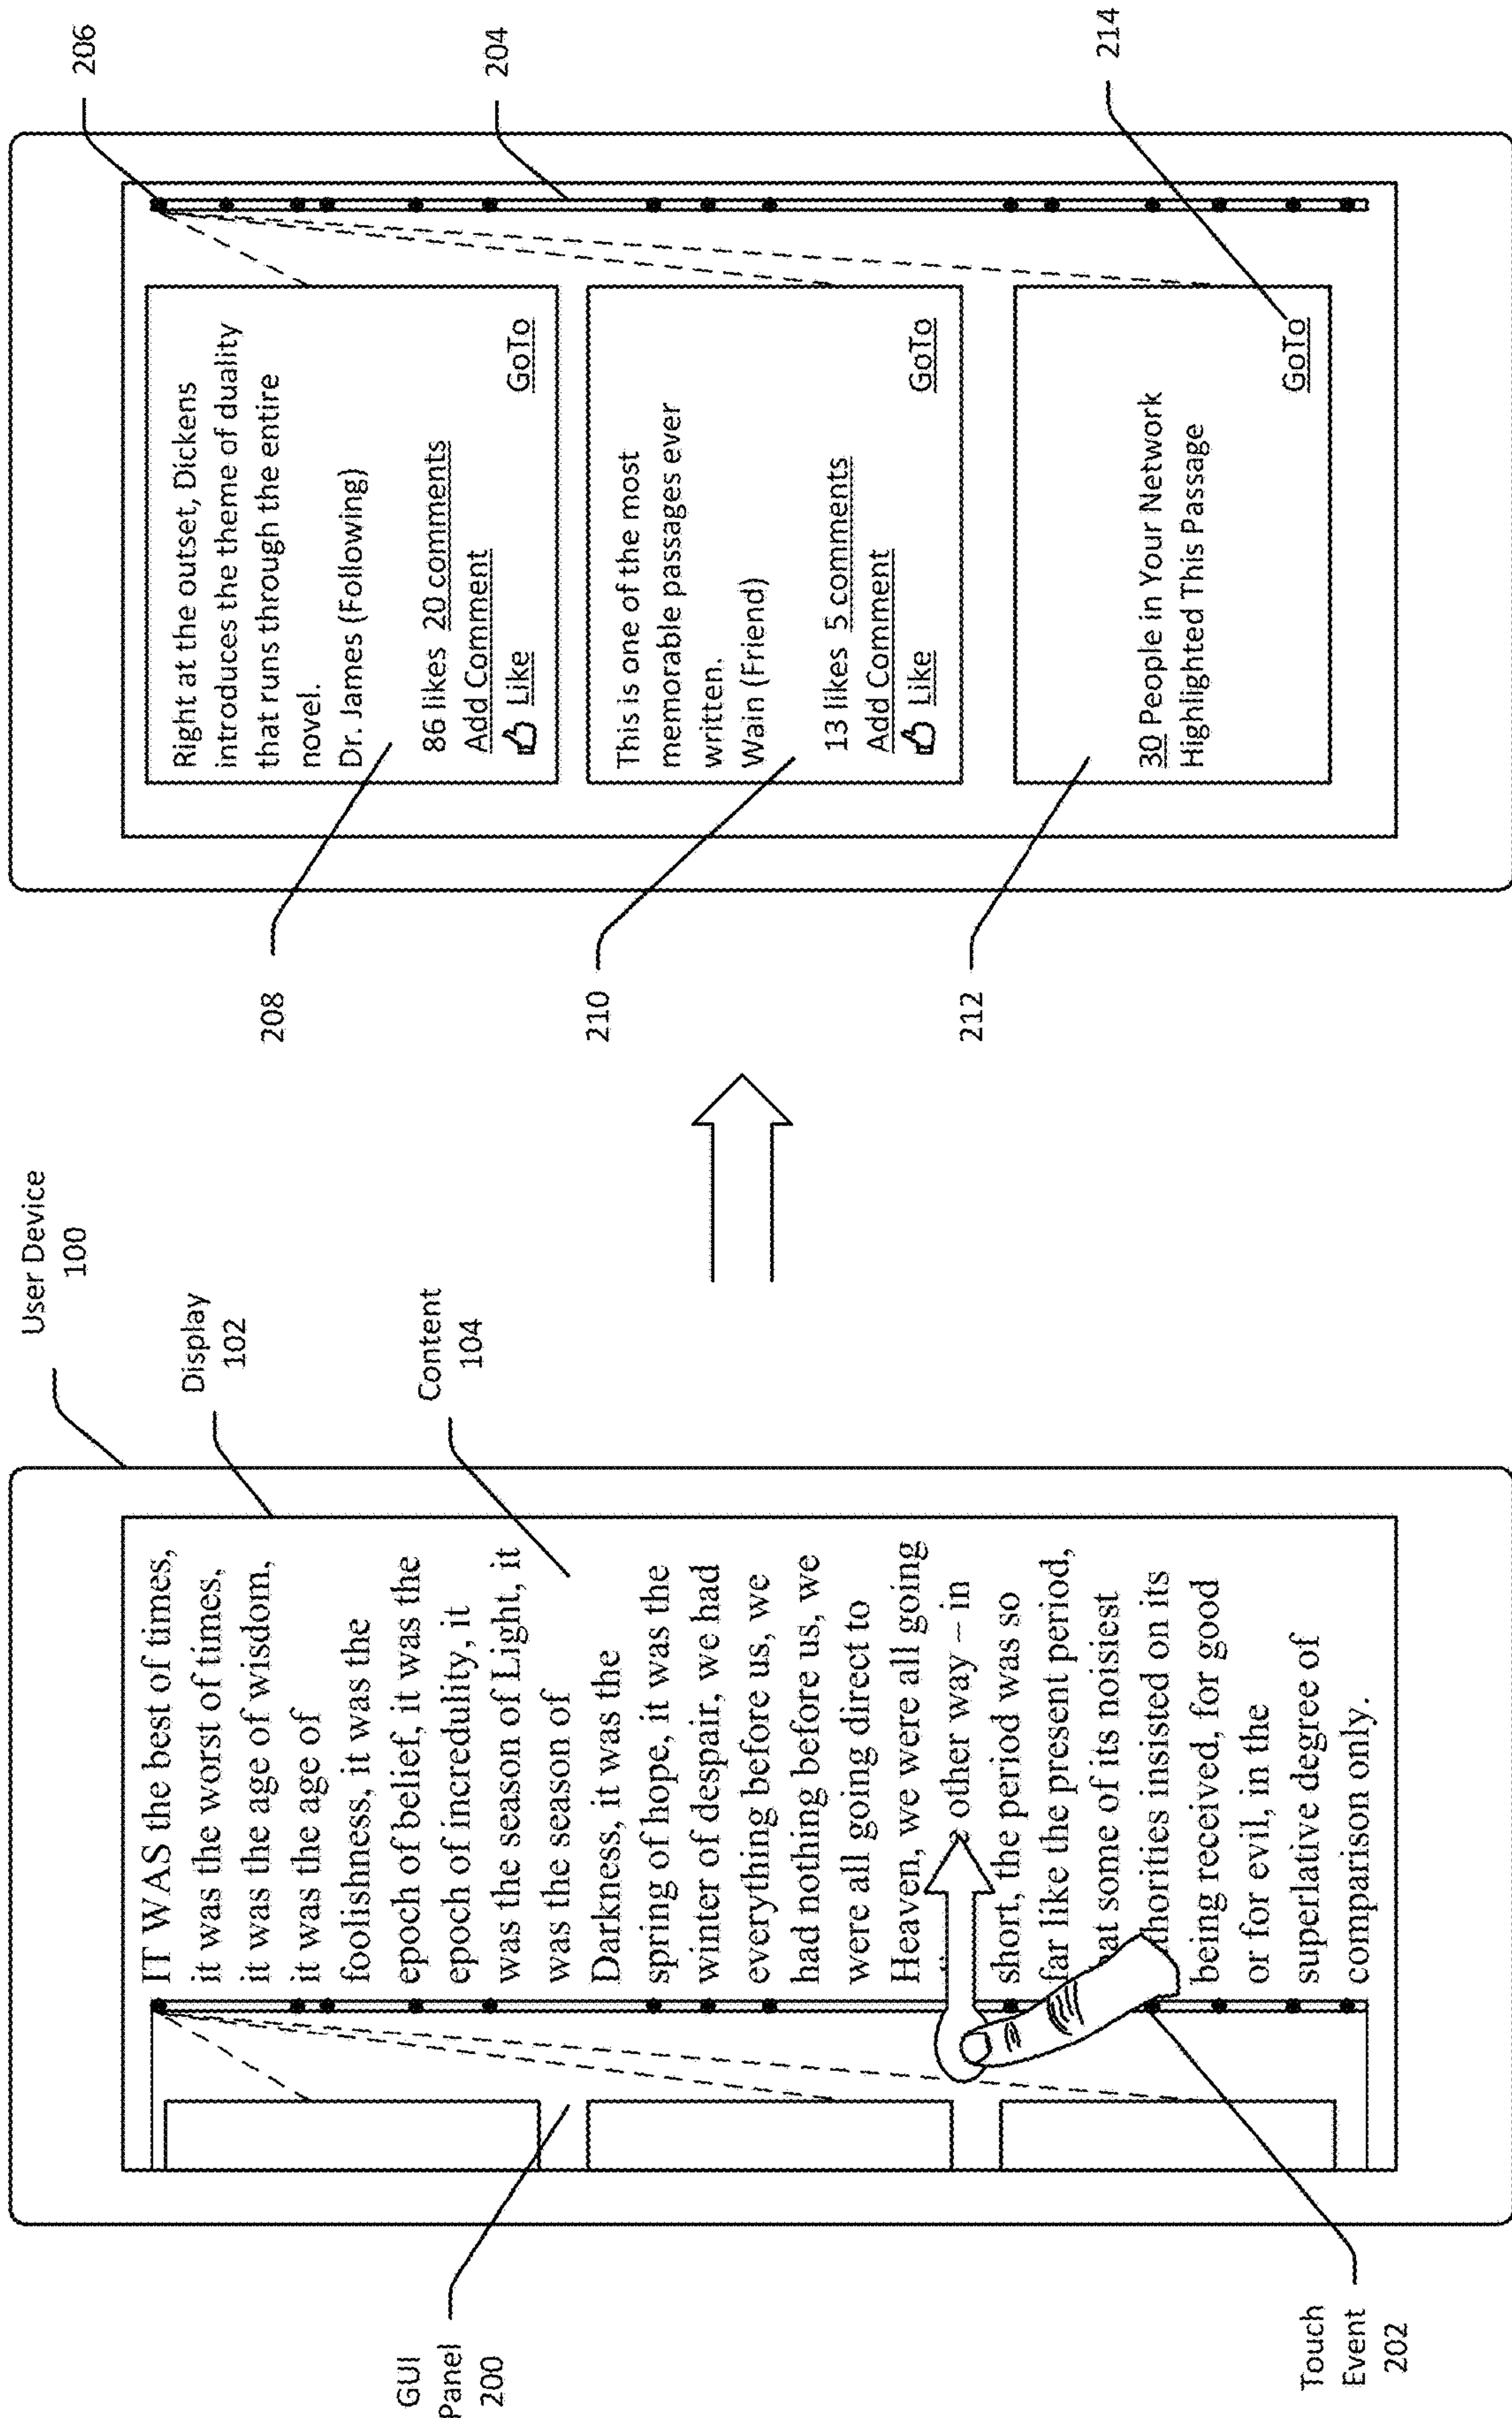 User Device
100
Display
102
Content
104
GUI
Panel
200
Touch
Event
202
IT WAS the best of times,
it was the worst of times,
it was the age of wisdom,
it was the age of
foolishness, it was the
epoch of belief, it was the
epoch of incredulity, it
was the season of Light, it
was the season of
Darkness, it was the
spring of hope, it was the
winter of despair, we had
everything before us, we
had nothing before us, we
were all going direct to
Heaven, we were all going
other way – in
short, the period was so
far like the present period,
some of its noisiest
insisted on its
being received, for good
or for evil, in the
superlative degree of
comparison only.
206
204
214
208
210
212
Right at the outset, Dickens
introduces the theme of duality
that runs through the entire
novel.
Dr. James (Following)
86 likes 20 comments
Add Comment
Like
GoTo
This is one of the most
memorable passages ever
written.
Wain (Friend)
13 likes 5 comments
Add Comment
Like
GoTo
30 People in Your Network
Highlighted This Passage
GoTo